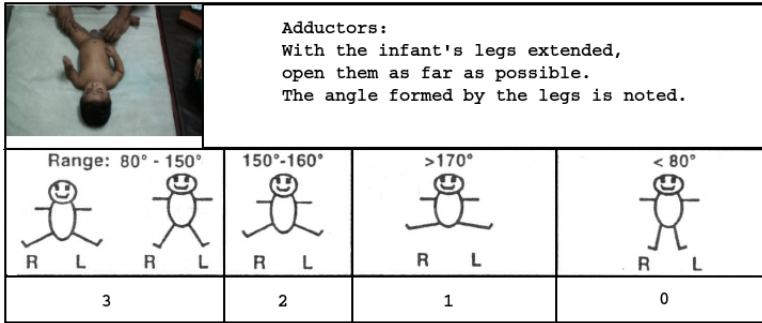 Adductors:
With the infant's legs extended,
open them as far as possible.
The angle formed by the legs is noted.
Range: 80° - 150° 150°-160° >170° < 80°
R L R L R L R L R L
3 2 1 0